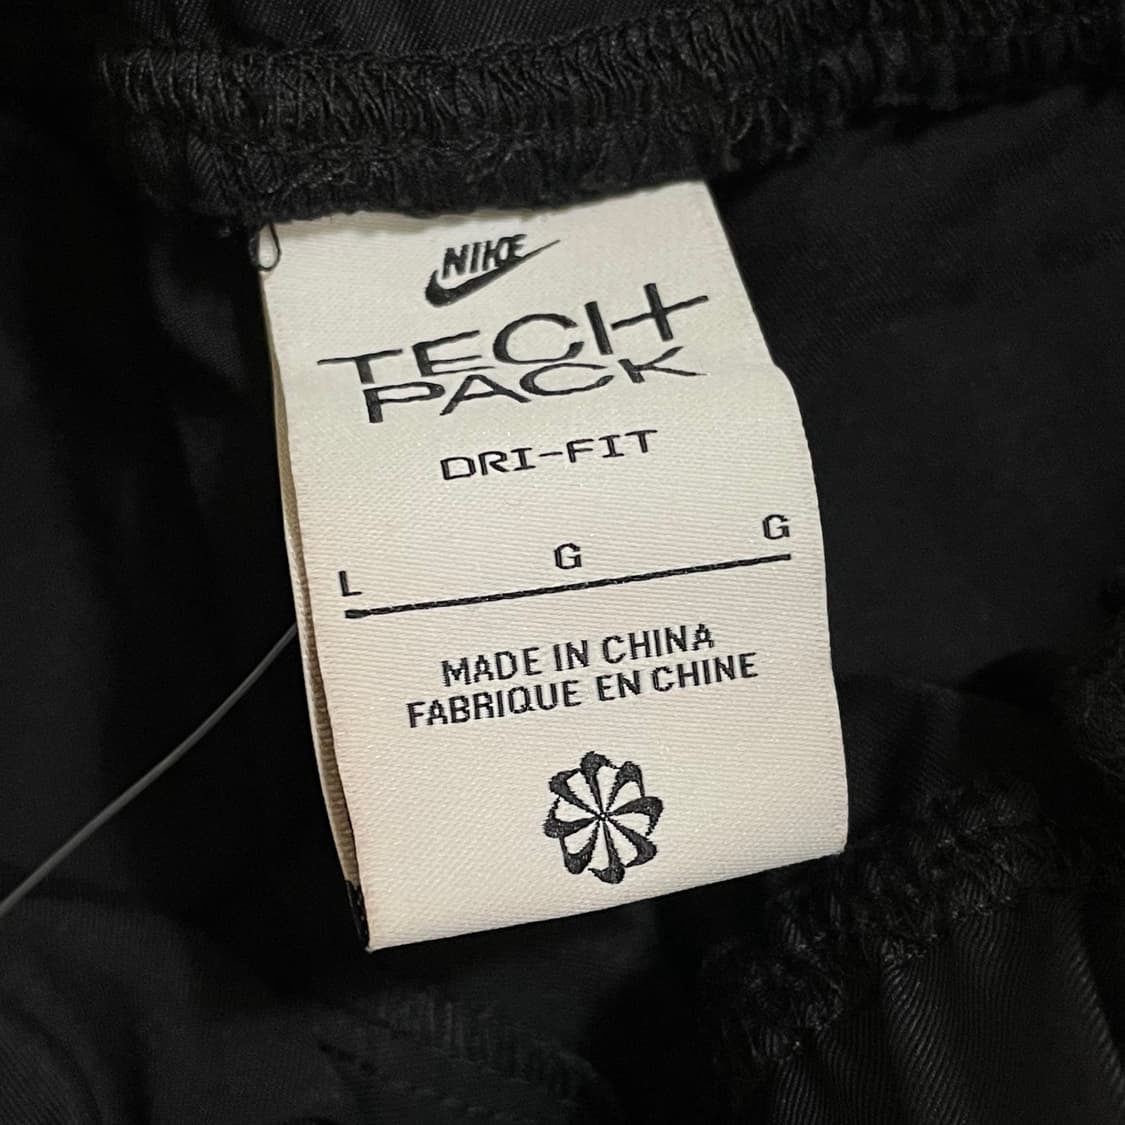 NIKE
TECH
PACK
DRI-FIT
L G G
MADE IN CHINA
FABRIQUE EN CHINE